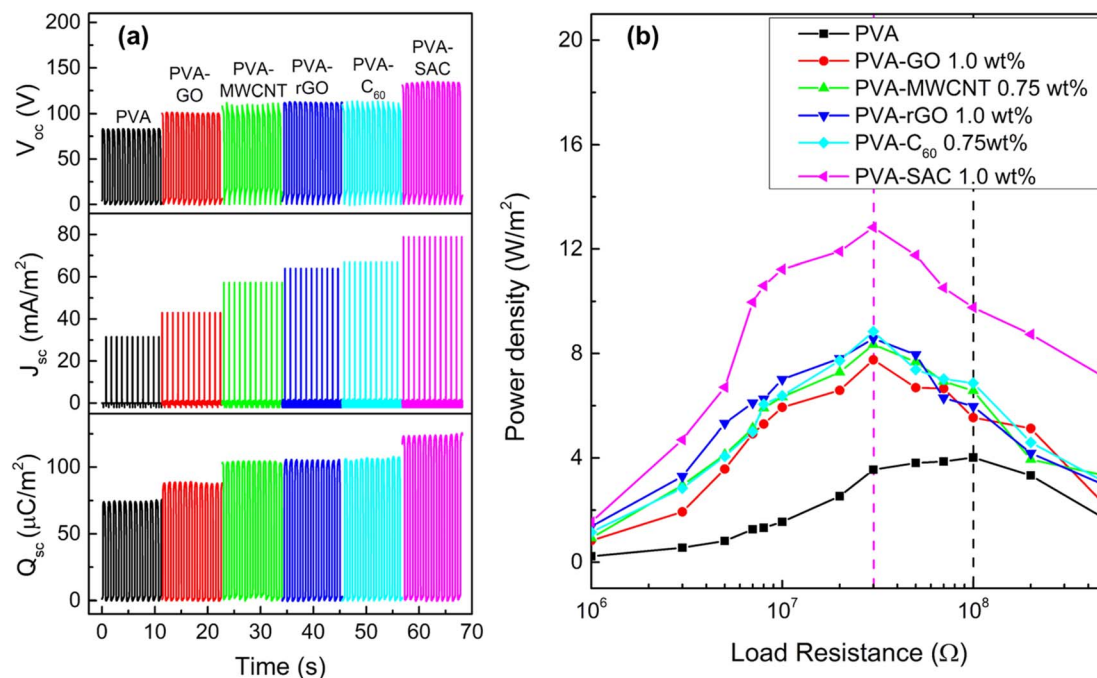 (a)
V_oc (V)
200
150
100
50
0
PVA
PVA-
GO
PVA-
MWCNT
PVA-
rGO
PVA-
C₆₀
PVA-
SAC
J_sc (mA/m²)
80
60
40
20
0
Q_sc (μC/m²)
100
50
0
0 10 20 30 40 50 60 70
Time (s)
(b)
PVA
PVA-GO 1.0 wt%
PVA-MWCNT 0.75 wt%
PVA-rGO 1.0 wt%
PVA-C₆₀ 0.75wt%
PVA-SAC 1.0 wt%
Power density (W/m²)
20
16
12
8
4
0
10⁶ 10⁷ 10⁸
Load Resistance (Ω)